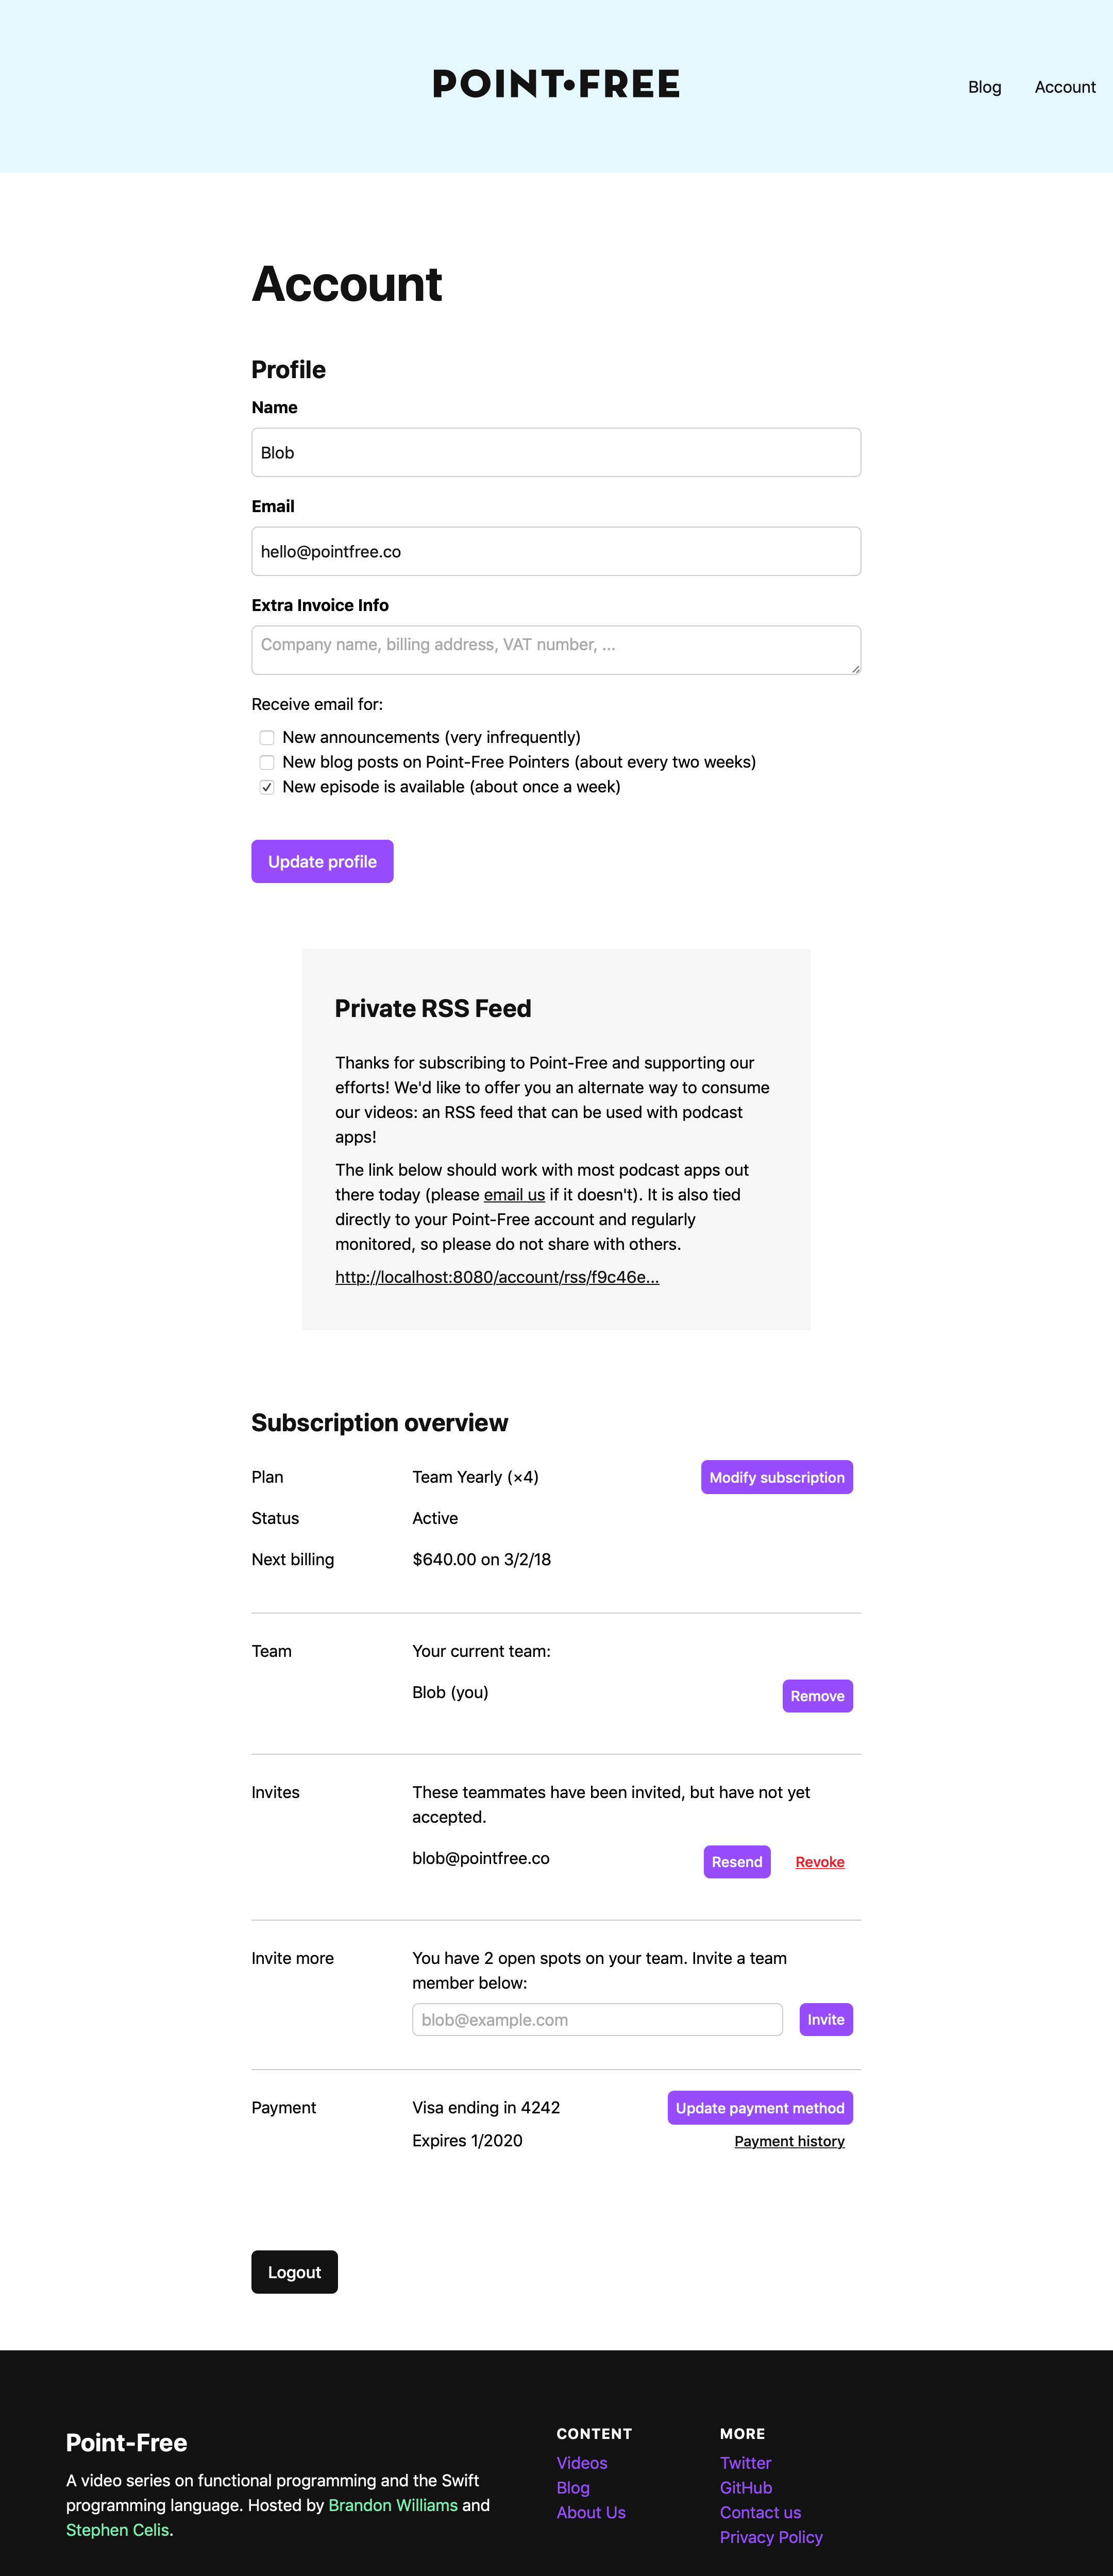 POINT•FREE
Blog
Account
Account
Profile
Name
Blob
Email
hello@pointfree.co
Extra Invoice Info
Company name, billing address, VAT number, ...
Receive email for:
New announcements (very infrequently)
New blog posts on Point-Free Pointers (about every two weeks)
New episode is available (about once a week)
Update profile
Private RSS Feed
Thanks for subscribing to Point-Free and supporting our
efforts! We'd like to offer you an alternate way to consume
our videos: an RSS feed that can be used with podcast
apps!
The link below should work with most podcast apps out
there today (please email us if it doesn't). It is also tied
directly to your Point-Free account and regularly
monitored, so please do not share with others.
http://localhost:8080/account/rss/f9c46e...
Subscription overview
Plan
Team Yearly (×4)
Modify subscription
Status
Active
Next billing
$640.00 on 3/2/18
Team
Your current team:
Blob (you)
Remove
Invites
These teammates have been invited, but have not yet
accepted.
blob@pointfree.co
Resend
Revoke
Invite more
You have 2 open spots on your team. Invite a team
member below:
blob@example.com
Invite
Payment
Visa ending in 4242
Update payment method
Expires 1/2020
Payment history
Logout
Point-Free
A video series on functional programming and the Swift
programming language. Hosted by Brandon Williams and
Stephen Celis.
CONTENT
Videos
Blog
About Us
MORE
Twitter
GitHub
Contact us
Privacy Policy